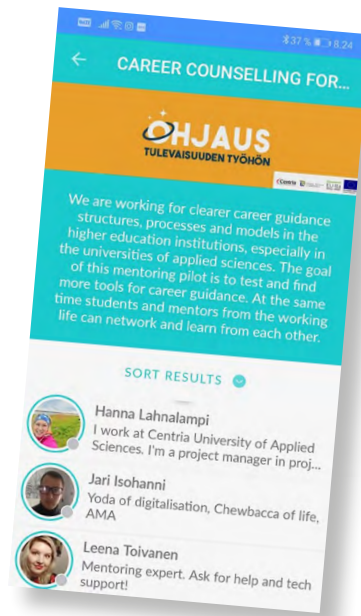 37 % 8.24
CAREER COUNSELLING FOR...
OHJAUS
TULEVAISUUDEN TYÖHÖN
Centria
We are working for clearer career guidance
structures, processes and models in the
higher education institutions, especially in
the universities of applied sciences. The goal
of this mentoring pilot is to test and find
more tools for career guidance. At the same
time students and mentors from the working
life can network and learn from each other.
SORT RESULTS
Hanna Lahnalampi
I work at Centria University of Applied
Sciences. I'm a project manager in proj...
Jari Isohanni
Yoda of digitalisation, Chewbacca of life,
AMA
Leena Toivanen
Mentoring expert. Ask for help and tech
support!